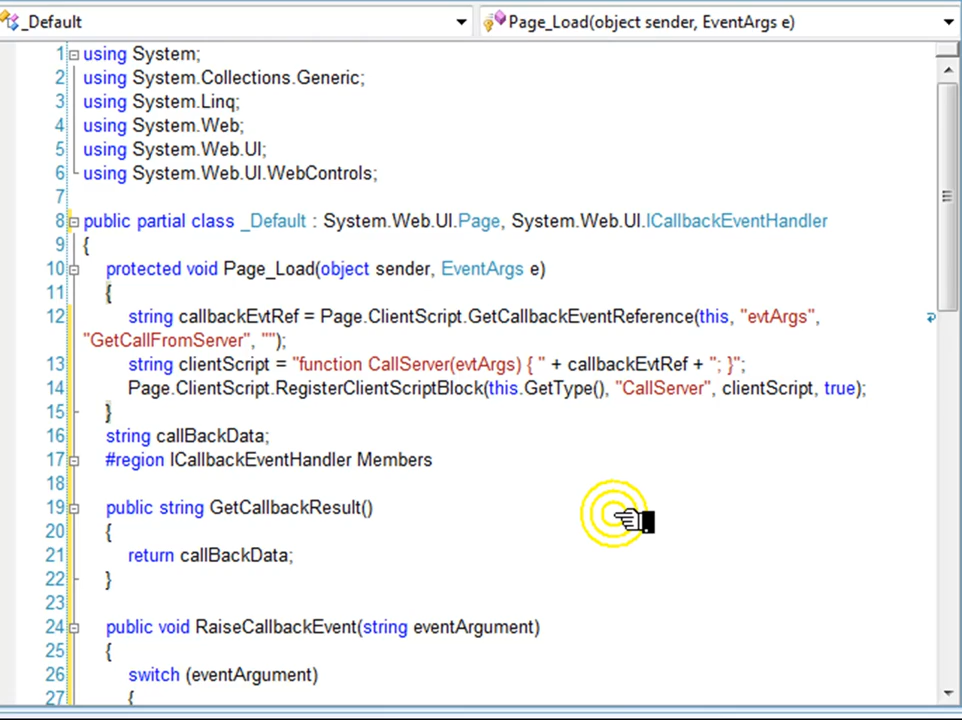 _Default
Page_Load(object sender, EventArgs e)
1 using System;
2 using System.Collections.Generic;
3 using System.Linq;
4 using System.Web;
5 using System.Web.UI;
6 using System.Web.UI.WebControls;
7
8 public partial class _Default : System.Web.UI.Page, System.Web.UI.ICallbackEventHandler
9 {
10 protected void Page_Load(object sender, EventArgs e)
11 {
12 string callbackEvtRef = Page.ClientScript.GetCallbackEventReference(this, "evtArgs",
"GetCallFromServer", "");
13 string clientScript = "function CallServer(evtArgs) { " + callbackEvtRef + "; }";
14 Page.ClientScript.RegisterClientScriptBlock(this.GetType(), "CallServer", clientScript, true);
15 }
16 string callBackData;
17 #region ICallbackEventHandler Members
18
19 public string GetCallbackResult()
20 {
21 return callBackData;
22 }
23
24 public void RaiseCallbackEvent(string eventArgument)
25 {
26 switch (eventArgument)
27 {